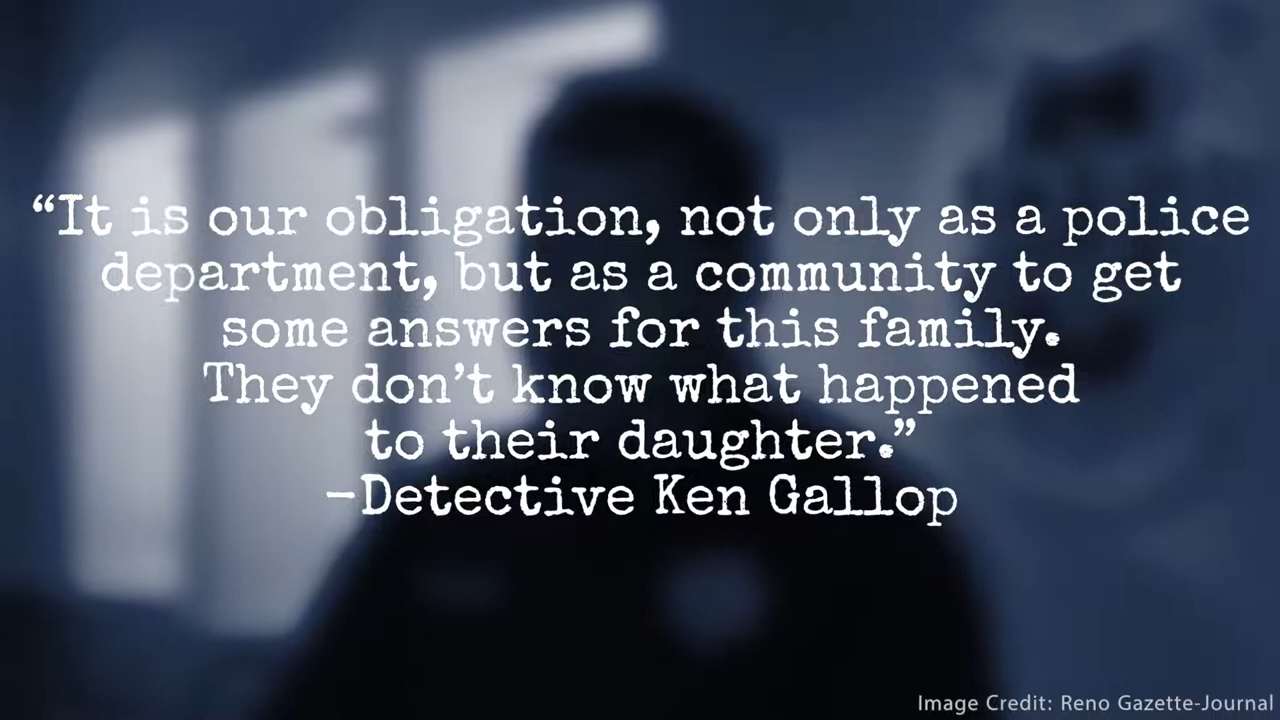 “It is our obligation, not only as a police
department, but as a community to get
some answers for this family.
They don’t know what happened
to their daughter.”
-Detective Ken Gallop
Image Credit: Reno Gazette-Journal